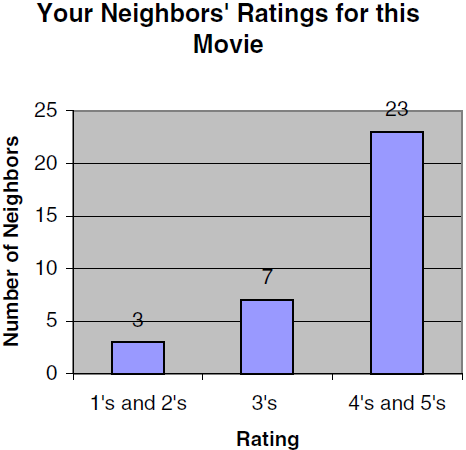 Your Neighbors' Ratings for this
Movie
Number of Neighbors
25
20
15
10
5
0
3
7
23
1's and 2's
3's
4's and 5's
Rating